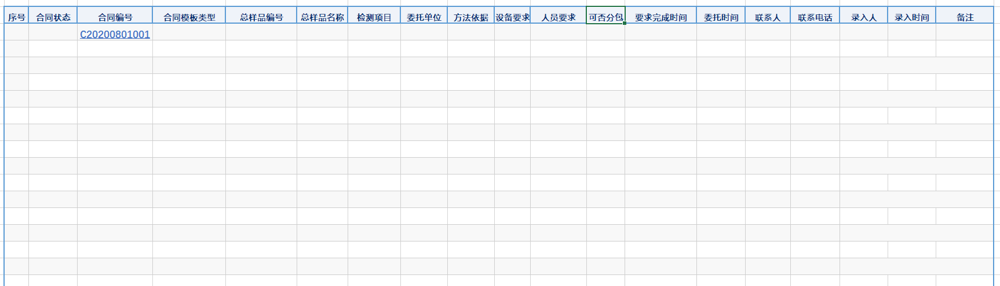 序号 合同状态 合同编号 合同模板类型 总样品编号 总样品名称 检测项目 委托单位 方法依据 设备要求 人员要求 可否分包 要求完成时间 委托时间 联系人 联系电话 录入人 录入时间 备注
C20200801001